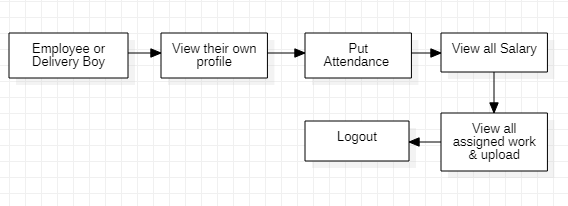 Employee or
Delivery Boy
View their own
profile
Put
Attendance
View all Salary
View all
assigned work
& upload
Logout